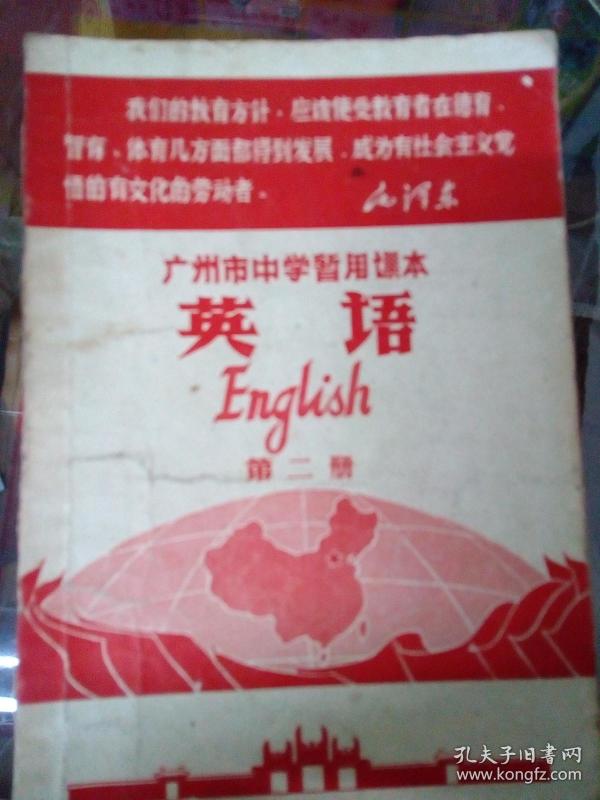 我们的教育方针，应该使受教育者在德育、
智育、体育几方面都得到发展，成为有社会主义觉
悟的有文化的劳动者。
毛泽东
广州市中学暂用课本
英语
English
第二册
孔夫子旧书网
www.kongfz.com